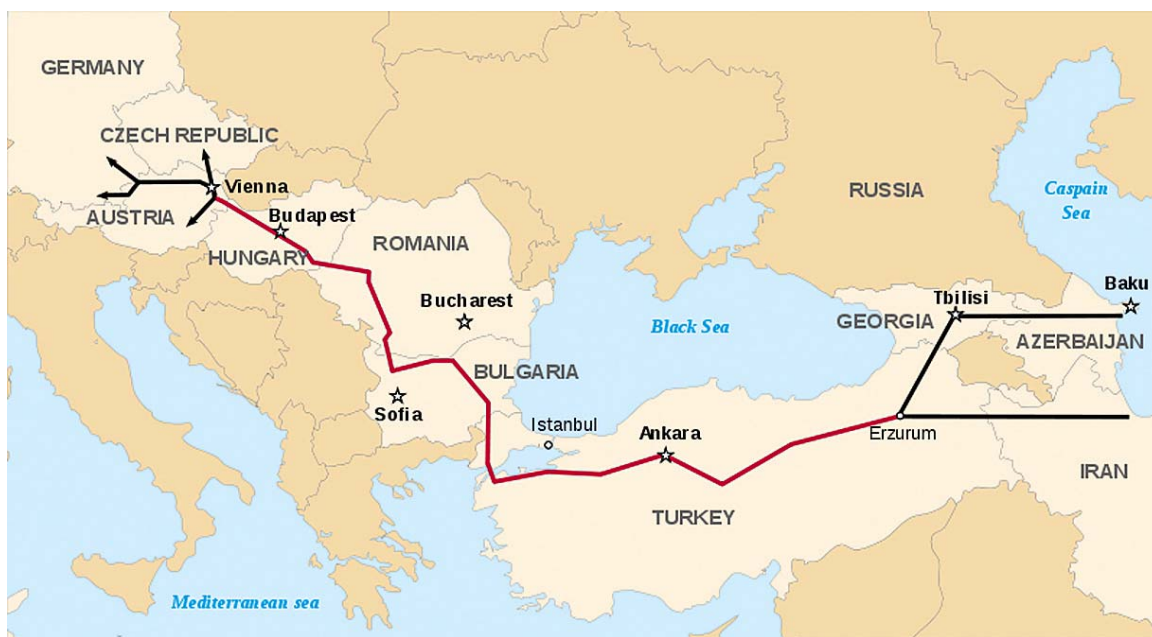 GERMANY
CZECH REPUBLIC
Vienna
AUSTRIA
Budapest
HUNGARY
ROMANIA
Bucharest
BULGARIA
Sofia
Istanbul
Ankara
TURKEY
Erzurum
Black Sea
RUSSIA
Caspain
Sea
Tbilisi
GEORGIA
Baku
AZERBAIJAN
IRAN
Mediterranean sea